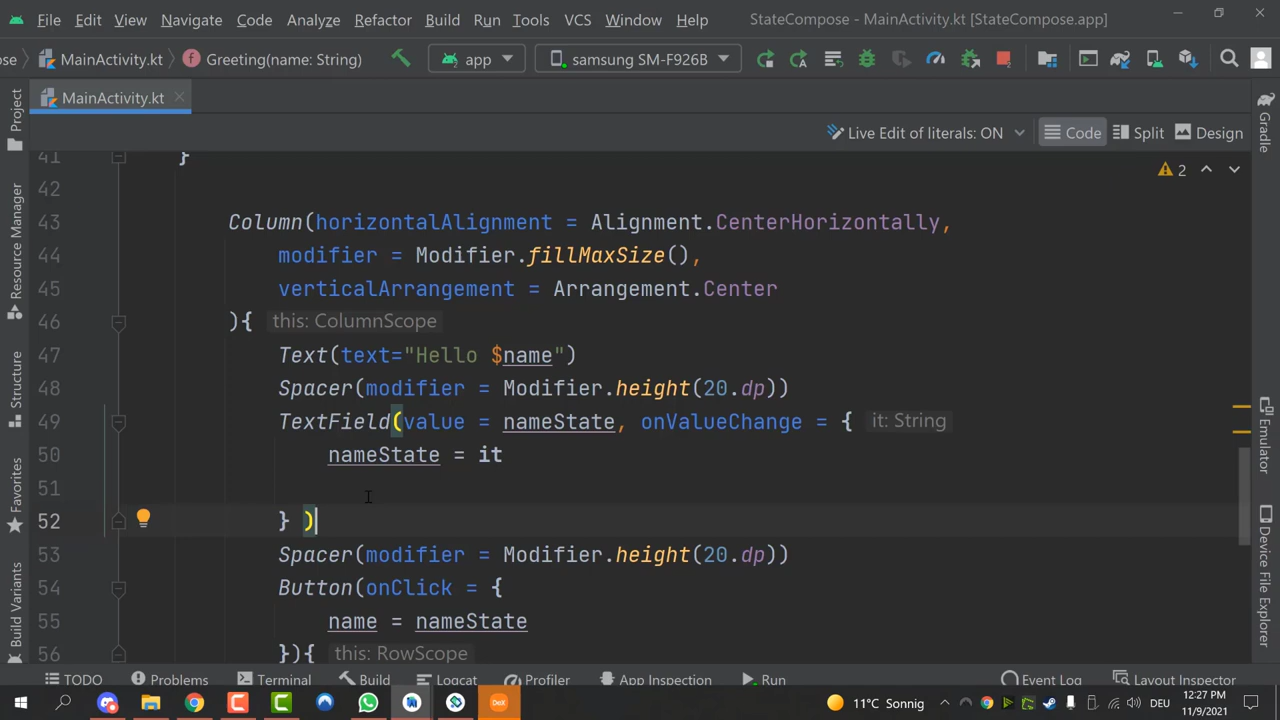 File Edit View Navigate Code Analyze Refactor Build Run Tools VCS Window Help StateCompose - MainActivity.kt [StateCompose.app]
MainActivity.kt Greeting(name: String) app samsung SM-F926B
MainActivity.kt
Live Edit of literals: ON Code Split Design
41 }
2
42
43 Column(horizontalAlignment = Alignment.CenterHorizontally,
44 modifier = Modifier.fillMaxSize(),
45 verticalArrangement = Arrangement.Center
46 ){ this: ColumnScope
47 Text(text="Hello $name")
48 Spacer(modifier = Modifier.height(20.dp))
49 TextField(value = nameState, onValueChange = { it: String
50 nameState = it
51
52 } )
53 Spacer(modifier = Modifier.height(20.dp))
54 Button(onClick = {
55 name = nameState
56 }){ this: RowScope
Project
Resource Manager
Structure
Favorites
Build Variants
Gradle
Emulator
Device File Explorer
TODO Problems Terminal Build Logcat Profiler App Inspection Run Event Log Layout Inspector
DeX
11°C Sonnig DEU 12:27 PM
11/9/2021